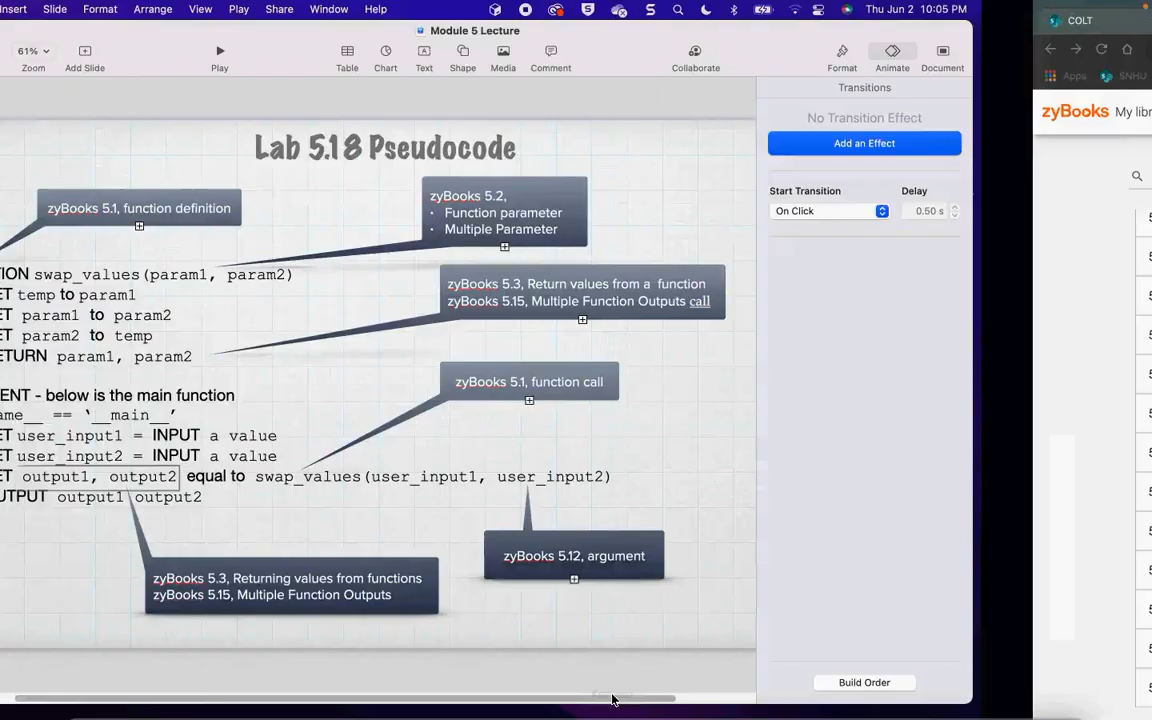 Insert Slide Format Arrange View Play Share Window Help Thu Jun 2 10:05 PM
Module 5 Lecture
61%
Zoom Add Slide Play Table Chart Text Shape Media Comment Collaborate Format Animate Document
Transitions
No Transition Effect
Add an Effect
Start Transition Delay
On Click 0.50 s
Build Order
Lab 5.18 Pseudocode
zyBooks 5.1, function definition
zyBooks 5.2,
• Function parameter
• Multiple Parameter
TION swap_values(param1, param2)
ET temp to param1
ET param1 to param2
ET param2 to temp
ETURN param1, param2
zyBooks 5.3, Return values from a function
zyBooks 5.15, Multiple Function Outputs call
zyBooks 5.1, function call
ENT - below is the main function
ame__ == ‘__main__’
ET user_input1 = INPUT a value
ET user_input2 = INPUT a value
ET output1, output2 equal to swap_values(user_input1, user_input2)
UTPUT output1 output2
zyBooks 5.12, argument
zyBooks 5.3, Returning values from functions
zyBooks 5.15, Multiple Function Outputs
COLT
Apps SNHU
zyBooks My libr